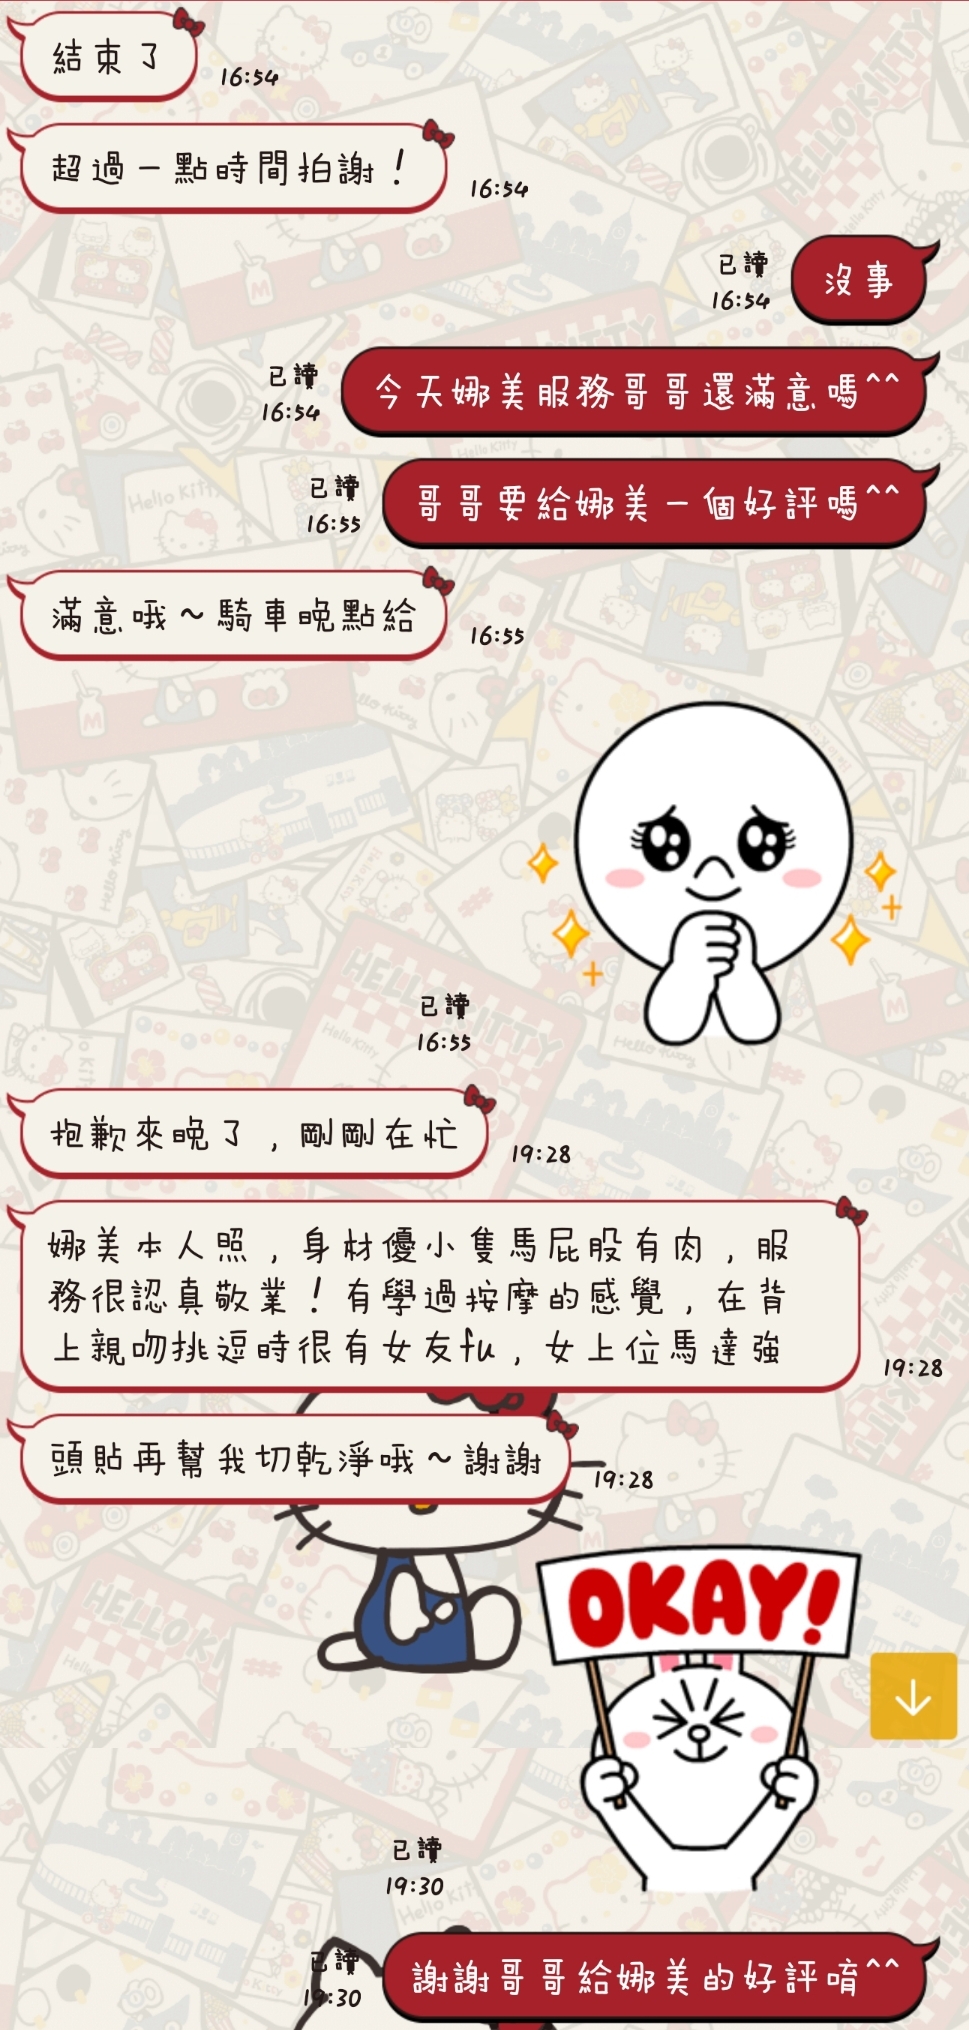 結束了
16:54
超過一點時間拍謝！
16:54
已讀
16:54
沒事
已讀
16:54
今天娜美服務哥哥還滿意嗎^^
已讀
16:55
哥哥要給娜美一個好評嗎^^
滿意哦～騎車晚點給
16:55
已讀
16:55
抱歉來晚了，剛剛在忙
19:28
娜美本人照，身材優小隻馬屁股有肉，服
務很認真敬業！有學過按摩的感覺，在背
上親吻挑逗時很有女友fu，女上位馬達強
19:28
頭貼再幫我切乾淨哦～謝謝
19:28
OKAY!
已讀
19:30
已讀
19:30
謝謝哥哥給娜美的好評唷^^